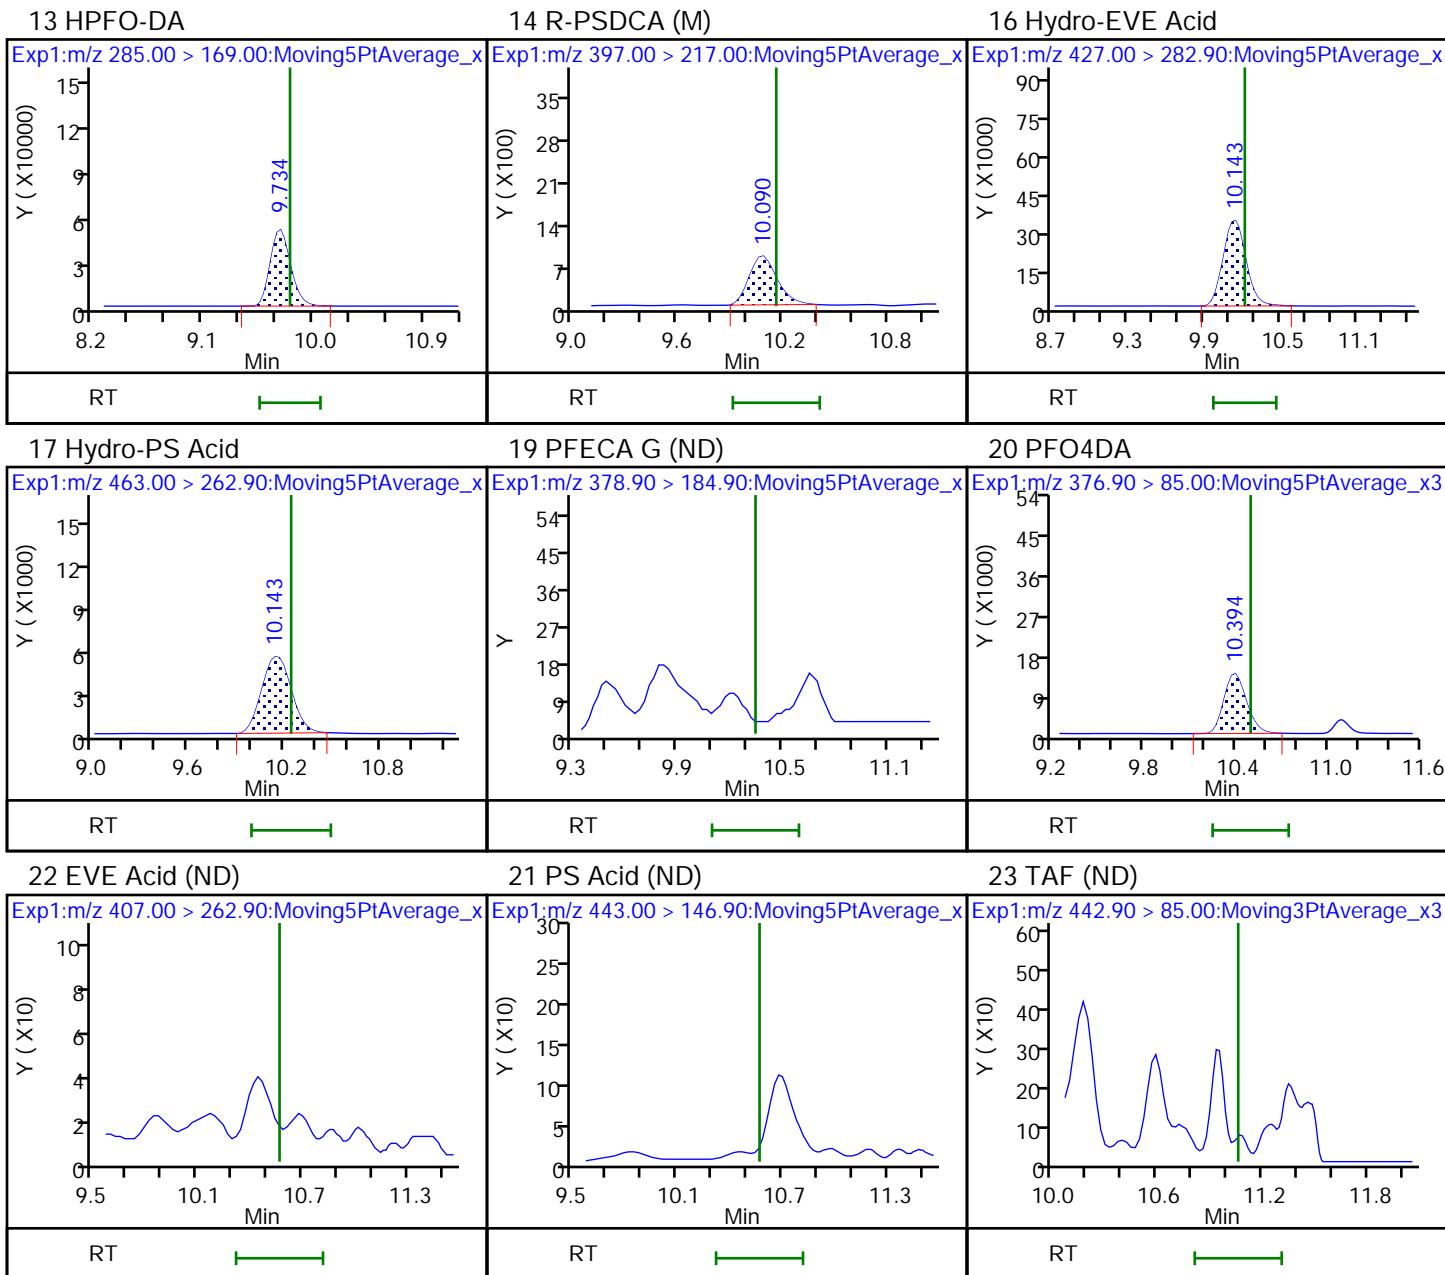 13 HPFO-DA
Exp1:m/z 285.00 > 169.00:Moving5PtAverage_x
Y ( X10000)
15
12
9
6
3
0
9.734
8.2 9.1 10.0 10.9
Min
RT
14 R-PSDCA (M)
Exp1:m/z 397.00 > 217.00:Moving5PtAverage_x
Y ( X100)
35
28
21
14
7
0
10.090
9.0 9.6 10.2 10.8
Min
RT
16 Hydro-EVE Acid
Exp1:m/z 427.00 > 282.90:Moving5PtAverage_x
Y ( X1000)
90
75
60
45
30
15
0
10.143
8.7 9.3 9.9 10.5 11.1
Min
RT
17 Hydro-PS Acid
Exp1:m/z 463.00 > 262.90:Moving5PtAverage_x
Y ( X1000)
15
12
9
6
3
0
10.143
9.0 9.6 10.2 10.8
Min
RT
19 PFECA G (ND)
Exp1:m/z 378.90 > 184.90:Moving5PtAverage_x
Y
54
45
36
27
18
9
0
9.3 9.9 10.5 11.1
Min
RT
20 PFO4DA
Exp1:m/z 376.90 > 85.00:Moving5PtAverage_x3
Y ( X1000)
54
45
36
27
18
9
0
10.394
9.2 9.8 10.4 11.0 11.6
Min
RT
22 EVE Acid (ND)
Exp1:m/z 407.00 > 262.90:Moving5PtAverage_x
Y ( X10)
10
8
6
4
2
0
9.5 10.1 10.7 11.3
Min
RT
21 PS Acid (ND)
Exp1:m/z 443.00 > 146.90:Moving5PtAverage_x
Y ( X10)
30
25
20
15
10
5
0
9.5 10.1 10.7 11.3
Min
RT
23 TAF (ND)
Exp1:m/z 442.90 > 85.00:Moving3PtAverage_x3
Y ( X10)
60
50
40
30
20
10
0
10.0 10.6 11.2 11.8
Min
RT